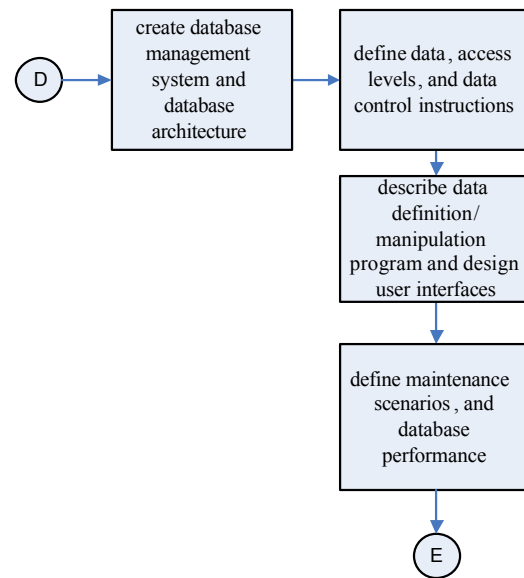 D
create database
management
system and
database
architecture
define data, access
levels, and data
control instructions
describe data
definition/
manipulation
program and design
user interfaces
define maintenance
scenarios, and
database
performance
E